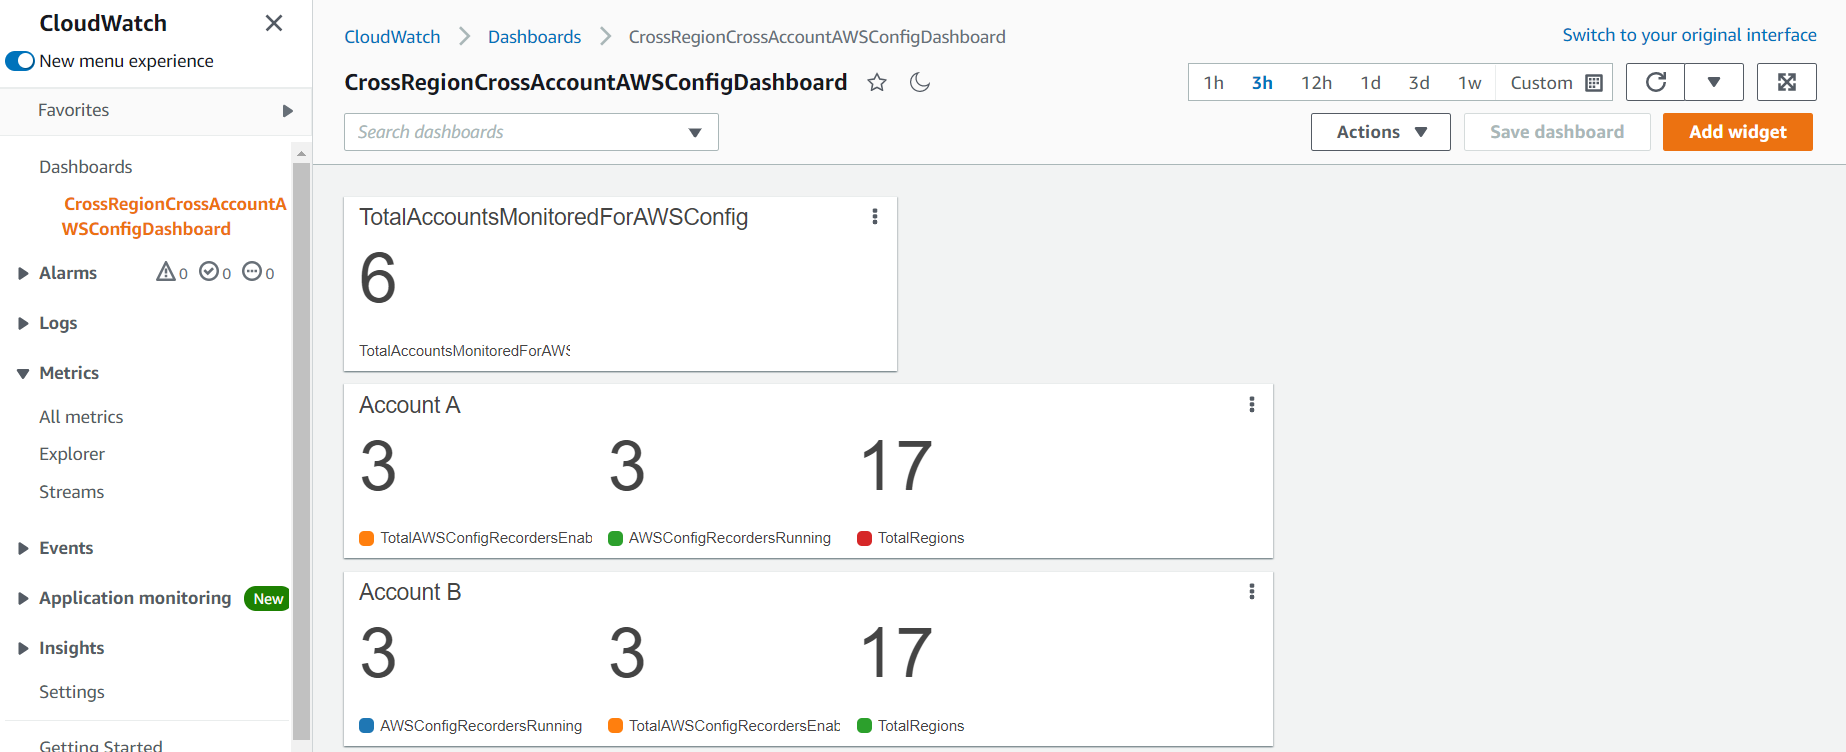 CloudWatch
New menu experience
Favorites
Dashboards
CrossRegionCrossAccountA
WSConfigDashboard
Alarms 0 0 0
Logs
Metrics
All metrics
Explorer
Streams
Events
Application monitoring New
Insights
Settings
Getting Started
CloudWatch Dashboards CrossRegionCrossAccountAWSConfigDashboard
Switch to your original interface
CrossRegionCrossAccountAWSConfigDashboard
1h 3h 12h 1d 3d 1w Custom
Search dashboards
Actions Save dashboard Add widget
TotalAccountsMonitoredForAWSConfig
6
TotalAccountsMonitoredForAWS
Account A
3 3 17
TotalAWSConfigRecordersEnab AWSConfigRecordersRunning TotalRegions
Account B
3 3 17
AWSConfigRecordersRunning TotalAWSConfigRecordersEnab TotalRegions